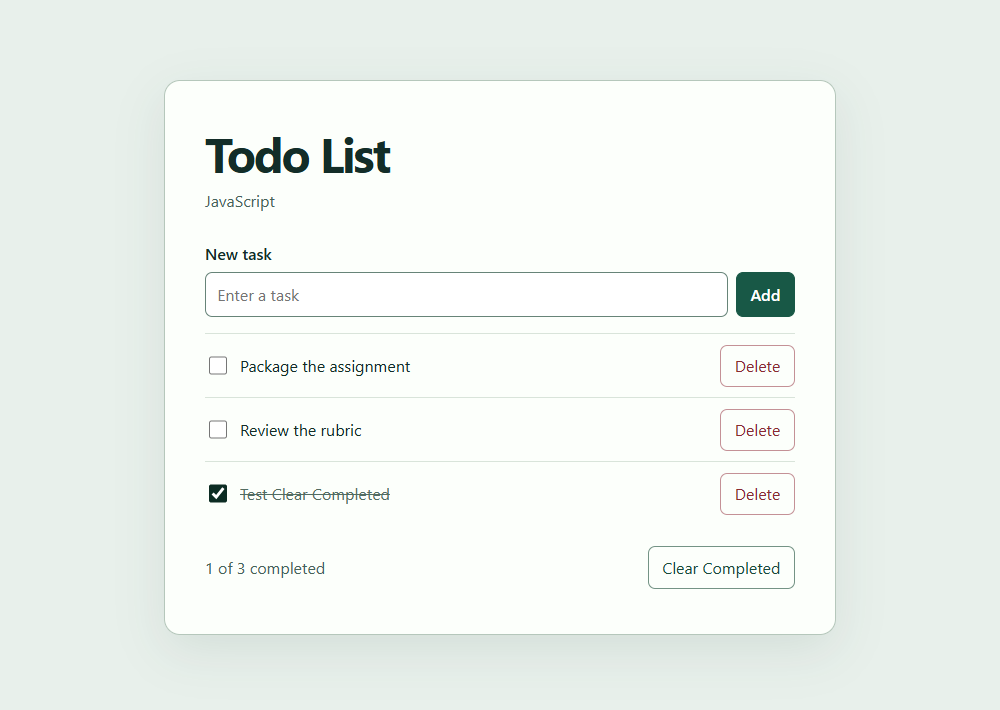 Todo List
JavaScript
New task
Enter a task
Add
Package the assignment
Delete
Review the rubric
Delete
Test Clear Completed
Delete
1 of 3 completed
Clear Completed